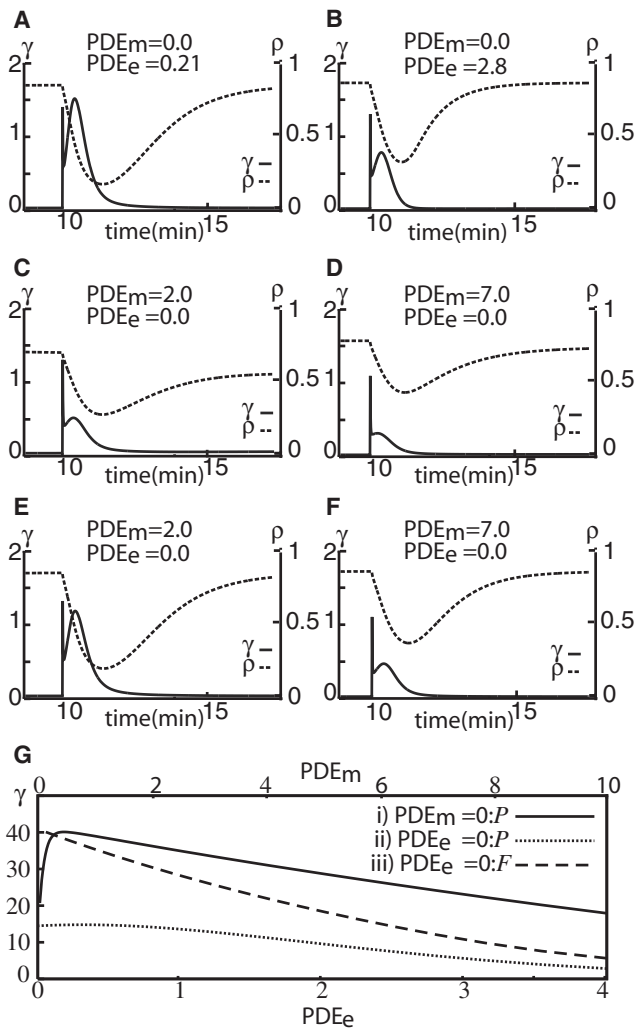 A
γ
PDEm=0.0
PDEe =0.21
ρ
2
1
0
1
0.5
0
γ
ρ
10
15
time(min)
B
PDEm=0.0
PDEe =2.8
ρ
1
0.5
0
1
γ
ρ
10
15
time(min)
C
γ
PDEm=2.0
PDEe =0.0
ρ
2
1
0
1
0.5
0
γ
ρ
10
15
time(min)
D
γ
PDEm=7.0
PDEe =0.0
ρ
2
1
0
1
0.5
0
γ
ρ
10
15
time(min)
E
γ
PDEm=2.0
PDEe =0.0
ρ
2
1
0
1
0.5
0
γ
ρ
10
15
time(min)
F
γ
PDEm=7.0
PDEe =0.0
ρ
2
1
0
1
0.5
0
γ
ρ
10
15
time(min)
G
PDEm
0 2 4 6 8 10
γ
40
30
20
10
0
i) PDEm =0:P
ii) PDEe =0:P
iii) PDEe =0:F
0 1 2 3 4
PDEe